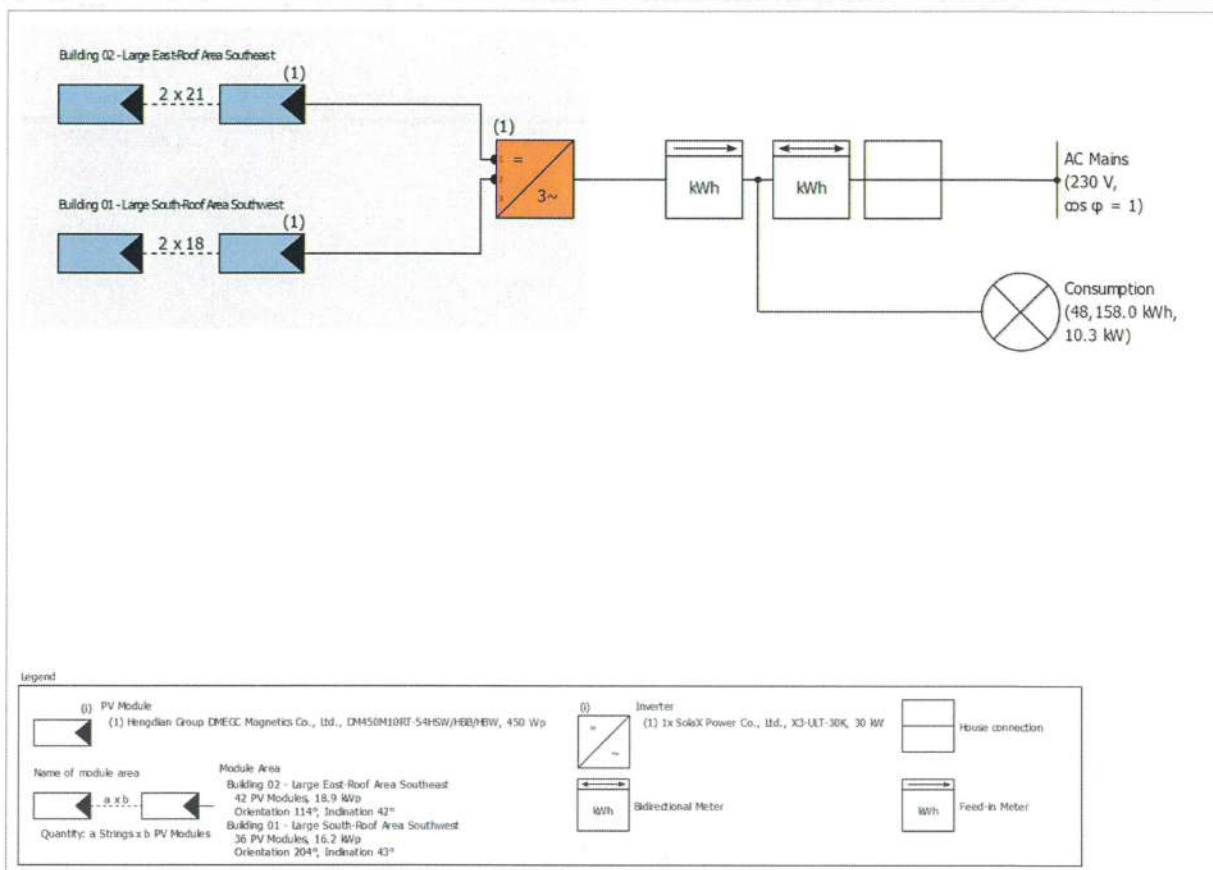 Building 02 - Large East-Roof Area Southeast
(1)
2 x 21
(1)
=
1
2
3
3~
Building 01 - Large South-Roof Area Southwest
(1)
2 x 18
kWh
kWh
AC Mains
(230 V,
cos φ = 1)
Consumption
(48,158.0 kWh,
10.3 kW)
Legend
(i) PV Module
(1) Hengdian Group DMEGC Magnetics Co., Ltd., DM450M10RT-54HSW/HBB/HBW, 450 Wp
Name of module area
a x b
Quantity: a Strings x b PV Modules
Module Area
Building 02 - Large East-Roof Area Southeast
42 PV Modules, 18.9 kWp
Orientation 114°, Inclination 42°
Building 01 - Large South-Roof Area Southwest
36 PV Modules, 16.2 kWp
Orientation 204°, Inclination 43°
(i) Inverter
(1) 1x SolaX Power Co., Ltd., X3-ULT-30K, 30 kW
=
~
kWh
Bidirectional Meter
House connection
kWh
Feed-in Meter